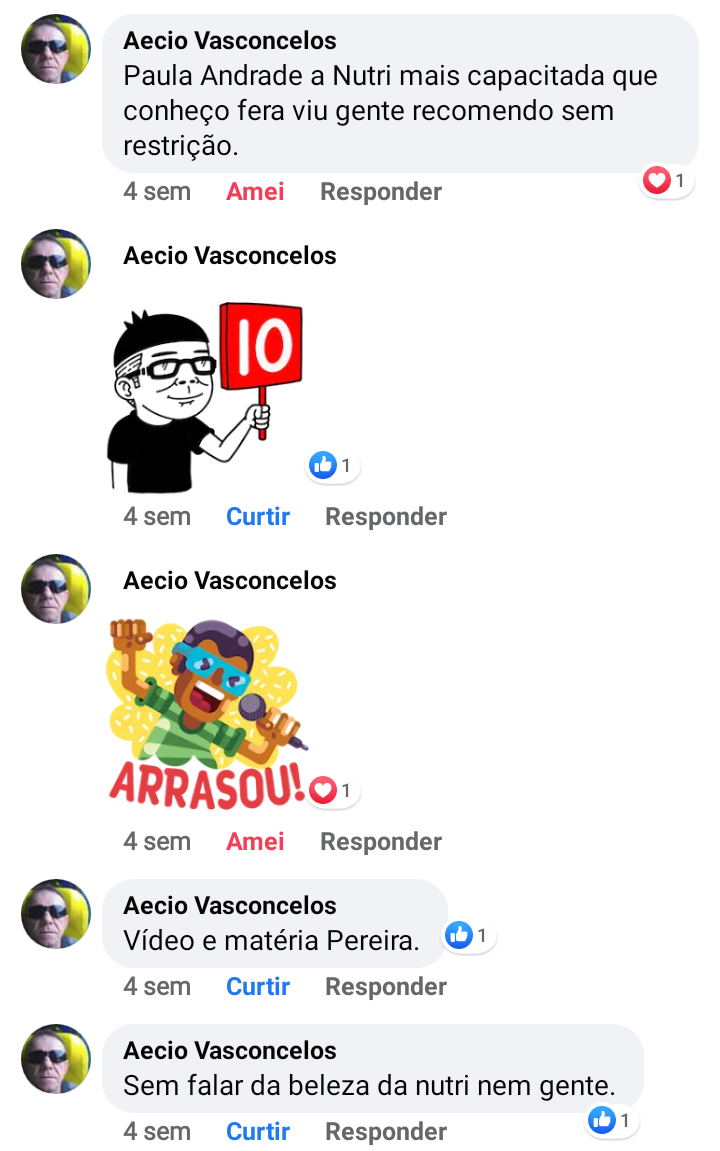 Aecio Vasconcelos
Paula Andrade a Nutri mais capacitada que
conheço fera viu gente recomendo sem
restrição.
4 sem Amei Responder 1
Aecio Vasconcelos
10
1
4 sem Curtir Responder
Aecio Vasconcelos
ARRASOU! 1
4 sem Amei Responder
Aecio Vasconcelos
Vídeo e matéria Pereira. 1
4 sem Curtir Responder
Aecio Vasconcelos
Sem falar da beleza da nutri nem gente.
4 sem Curtir Responder 1